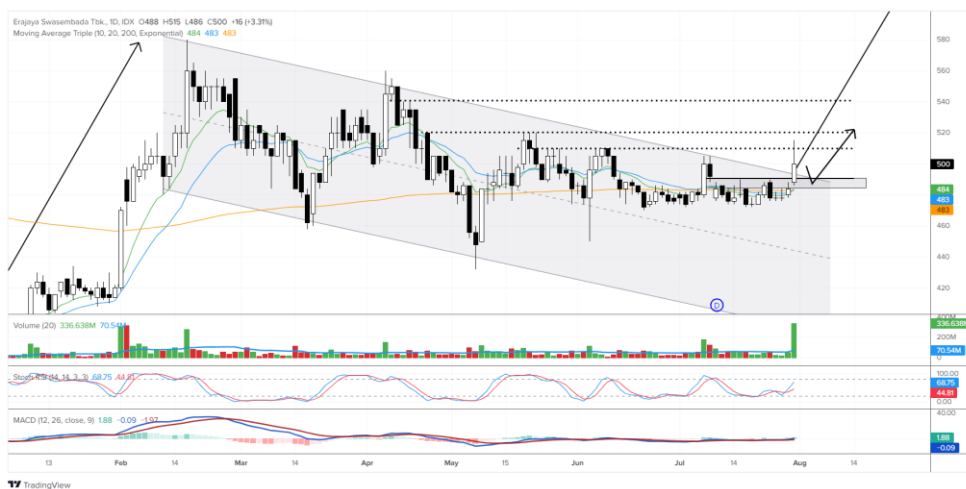 Erajaya Swasembada Tbk., 1D, IDX O488 H515 L486 C500 +16 (+3.31%)
Moving Average Triple (10, 20, 200, Exponential) 484 483 483
580
560
540
520
500
484
483
483
460
440
420
D
Volume (20) 336.638M 70.54M
400M
336.638M
200M
70.54M
Stoch RSI (14, 14, 3, 3) 68.75 44.81
100.00
68.75
44.81
0.00
MACD (12, 26, close, 9) 1.88 −0.09 −1.97
40.00
1.88
−0.09
13 Feb 14 Mar 14 Apr May 15 Jun Jul 14 Aug 14
TradingView